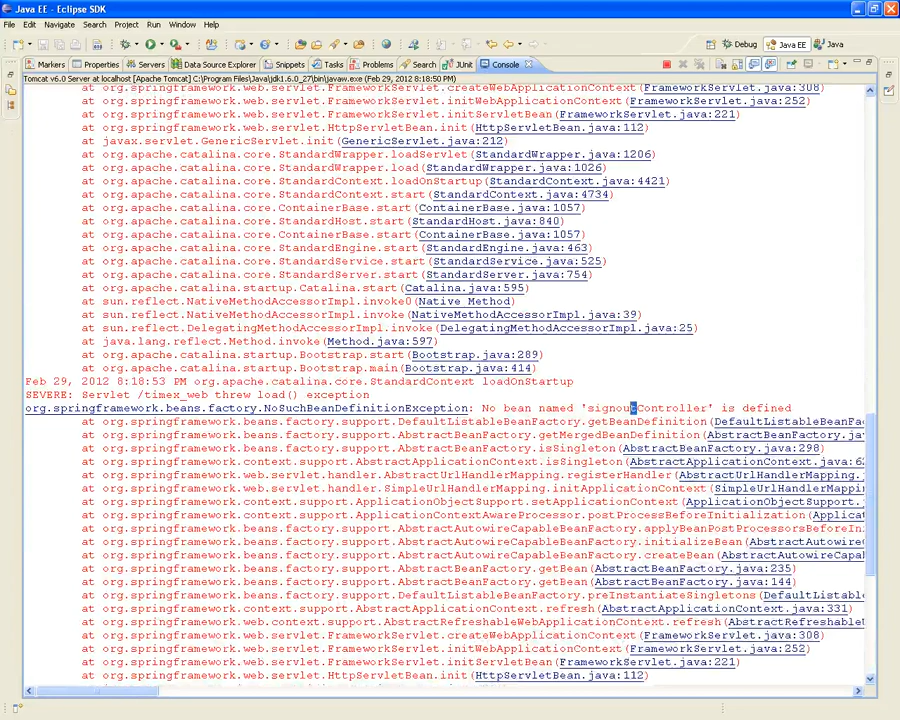 Java EE - Eclipse SDK
File Edit Navigate Search Project Run Window Help
Debug Java EE Java
Markers Properties Servers Data Source Explorer Snippets Tasks Problems Search JUnit Console
Tomcat v6.0 Server at localhost [Apache Tomcat] C:\Program Files\Java\jdk1.6.0_27\bin\javaw.exe (Feb 29, 2012 8:18:50 PM)
at org.springframework.web.servlet.FrameworkServlet.createWebApplicationContext(FrameworkServlet.java:308)
at org.springframework.web.servlet.FrameworkServlet.initWebApplicationContext(FrameworkServlet.java:252)
at org.springframework.web.servlet.FrameworkServlet.initServletBean(FrameworkServlet.java:221)
at org.springframework.web.servlet.HttpServletBean.init(HttpServletBean.java:112)
at javax.servlet.GenericServlet.init(GenericServlet.java:212)
at org.apache.catalina.core.StandardWrapper.loadServlet(StandardWrapper.java:1206)
at org.apache.catalina.core.StandardWrapper.load(StandardWrapper.java:1026)
at org.apache.catalina.core.StandardContext.loadOnStartup(StandardContext.java:4421)
at org.apache.catalina.core.StandardContext.start(StandardContext.java:4734)
at org.apache.catalina.core.ContainerBase.start(ContainerBase.java:1057)
at org.apache.catalina.core.StandardHost.start(StandardHost.java:840)
at org.apache.catalina.core.ContainerBase.start(ContainerBase.java:1057)
at org.apache.catalina.core.StandardEngine.start(StandardEngine.java:463)
at org.apache.catalina.core.StandardService.start(StandardService.java:525)
at org.apache.catalina.core.StandardServer.start(StandardServer.java:754)
at org.apache.catalina.startup.Catalina.start(Catalina.java:595)
at sun.reflect.NativeMethodAccessorImpl.invoke0(Native Method)
at sun.reflect.NativeMethodAccessorImpl.invoke(NativeMethodAccessorImpl.java:39)
at sun.reflect.DelegatingMethodAccessorImpl.invoke(DelegatingMethodAccessorImpl.java:25)
at java.lang.reflect.Method.invoke(Method.java:597)
at org.apache.catalina.startup.Bootstrap.start(Bootstrap.java:289)
at org.apache.catalina.startup.Bootstrap.main(Bootstrap.java:414)
Feb 29, 2012 8:18:53 PM org.apache.catalina.core.StandardContext loadOnStartup
SEVERE: Servlet /timex_web threw load() exception
org.springframework.beans.factory.NoSuchBeanDefinitionException: No bean named 'signoutController' is defined
at org.springframework.beans.factory.support.DefaultListableBeanFactory.getBeanDefinition(DefaultListableBeanFa
at org.springframework.beans.factory.support.AbstractBeanFactory.getMergedBeanDefinition(AbstractBeanFactory.jav
at org.springframework.beans.factory.support.AbstractBeanFactory.isSingleton(AbstractBeanFactory.java:298)
at org.springframework.context.support.AbstractApplicationContext.isSingleton(AbstractApplicationContext.java:62
at org.springframework.web.servlet.handler.AbstractUrlHandlerMapping.registerHandler(AbstractUrlHandlerMapping.j
at org.springframework.web.servlet.handler.SimpleUrlHandlerMapping.initApplicationContext(SimpleUrlHandlerMappin
at org.springframework.context.support.ApplicationObjectSupport.setApplicationContext(ApplicationObjectSupport.j
at org.springframework.context.support.ApplicationContextAwareProcessor.postProcessBeforeInitialization(Applicat
at org.springframework.beans.factory.support.AbstractAutowireCapableBeanFactory.applyBeanPostProcessorsBeforeIn
at org.springframework.beans.factory.support.AbstractAutowireCapableBeanFactory.initializeBean(AbstractAutowireC
at org.springframework.beans.factory.support.AbstractAutowireCapableBeanFactory.createBean(AbstractAutowireCapal
at org.springframework.beans.factory.support.AbstractBeanFactory.getBean(AbstractBeanFactory.java:235)
at org.springframework.beans.factory.support.AbstractBeanFactory.getBean(AbstractBeanFactory.java:144)
at org.springframework.beans.factory.support.DefaultListableBeanFactory.preInstantiateSingletons(DefaultListabl
at org.springframework.context.support.AbstractApplicationContext.refresh(AbstractApplicationContext.java:331)
at org.springframework.web.context.support.AbstractRefreshableWebApplicationContext.refresh(AbstractRefreshableW
at org.springframework.web.servlet.FrameworkServlet.createWebApplicationContext(FrameworkServlet.java:308)
at org.springframework.web.servlet.FrameworkServlet.initWebApplicationContext(FrameworkServlet.java:252)
at org.springframework.web.servlet.FrameworkServlet.initServletBean(FrameworkServlet.java:221)
at org.springframework.web.servlet.HttpServletBean.init(HttpServletBean.java:112)